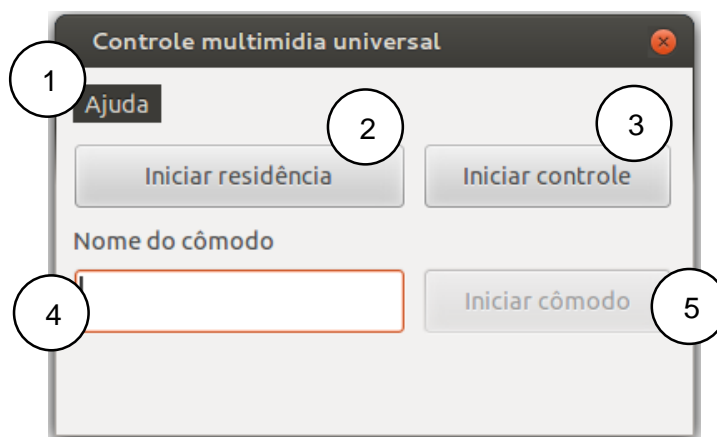 Controle multimidia universal
1
Ajuda
2
3
Iniciar residência
Iniciar controle
Nome do cômodo
4
Iniciar cômodo
5